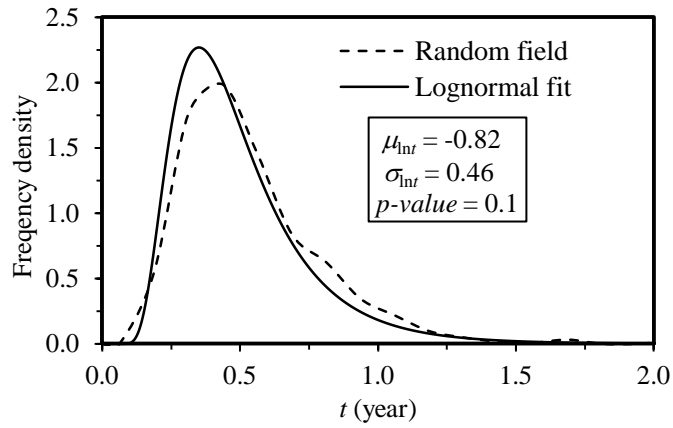 2.5
2.0
1.5
1.0
0.5
0.0
Freqency density
Random field
Lognormal fit
μlnt = -0.82
σlnt = 0.46
p-value = 0.1
0.0 0.5 1.0 1.5 2.0
t (year)